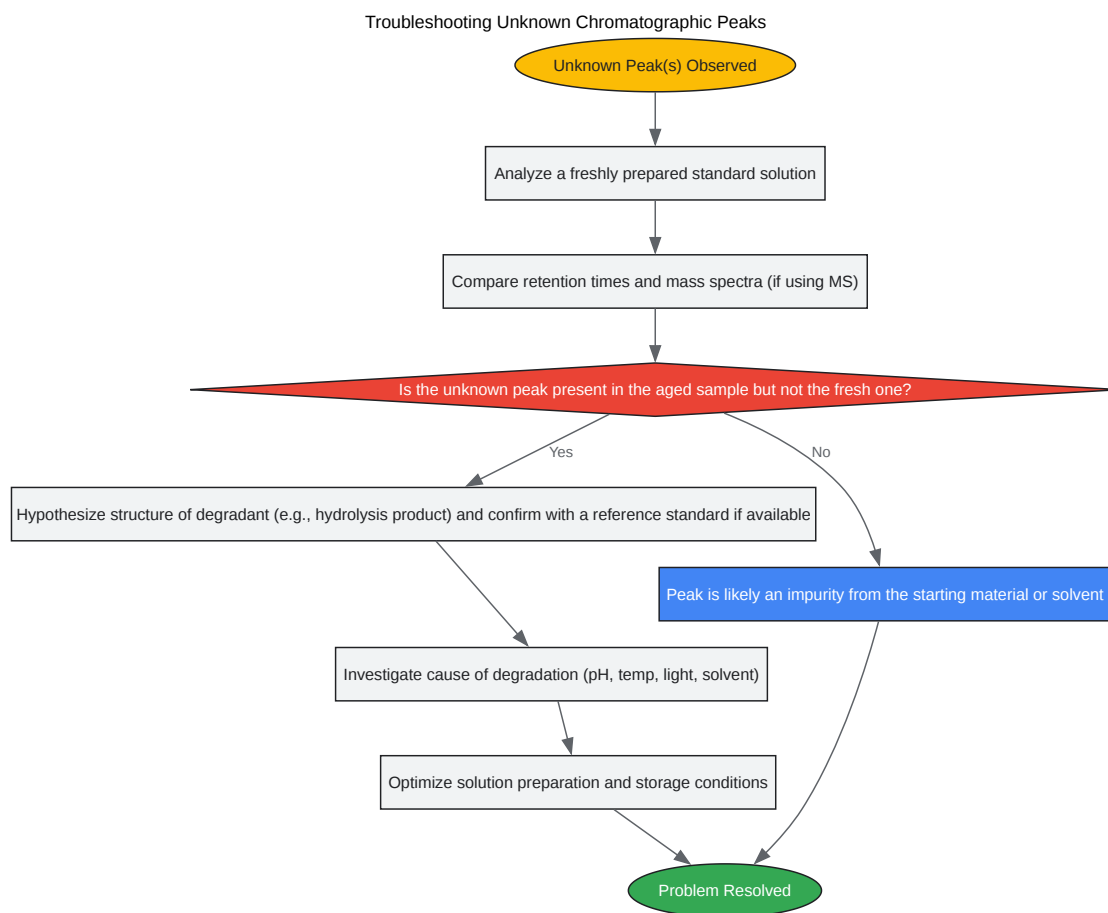 Troubleshooting Unknown Chromatographic Peaks
Unknown Peak(s) Observed
Analyze a freshly prepared standard solution
Compare retention times and mass spectra (if using MS)
Is the unknown peak present in the aged sample but not the fresh one?
Yes
No
Hypothesize structure of degradant (e.g., hydrolysis product) and confirm with a reference standard if available
Peak is likely an impurity from the starting material or solvent
Investigate cause of degradation (pH, temp, light, solvent)
Optimize solution preparation and storage conditions
Problem Resolved